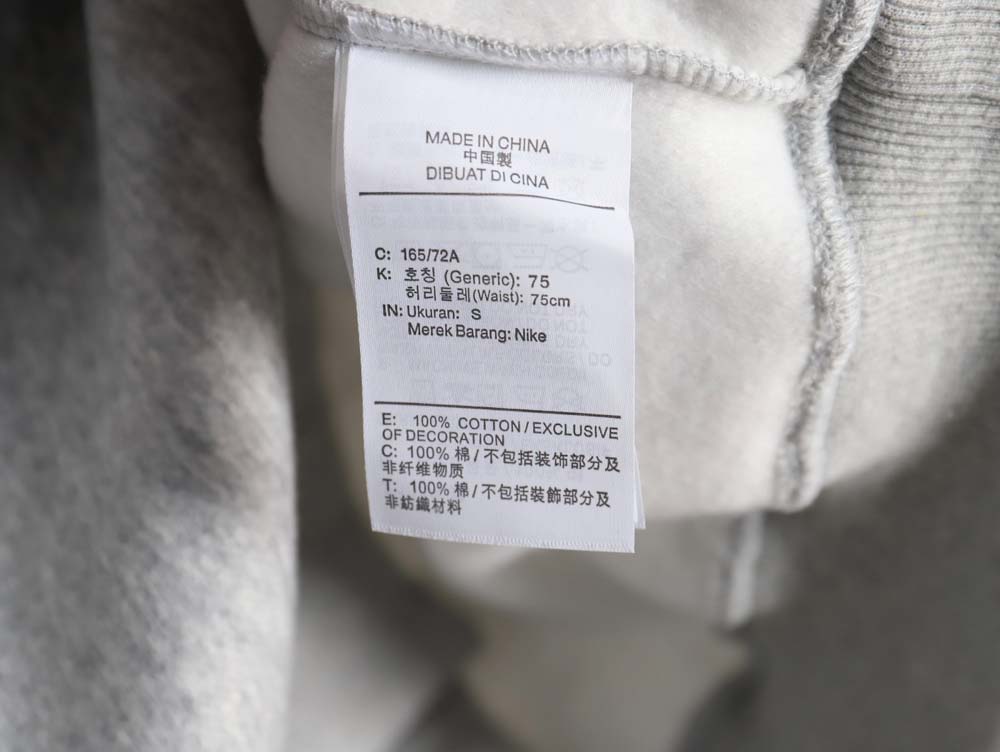 MADE IN CHINA
中国製
DIBUAT DI CINA
C: 165/72A
K: 호칭 (Generic): 75
허리둘레(Waist): 75cm
IN: Ukuran: S
Merek Barang: Nike
E: 100% COTTON / EXCLUSIVE
OF DECORATION
C: 100% 棉 / 不包括装饰部分及
非纤维物质
T: 100% 棉 / 不包括裝飾部分及
非紡織材料